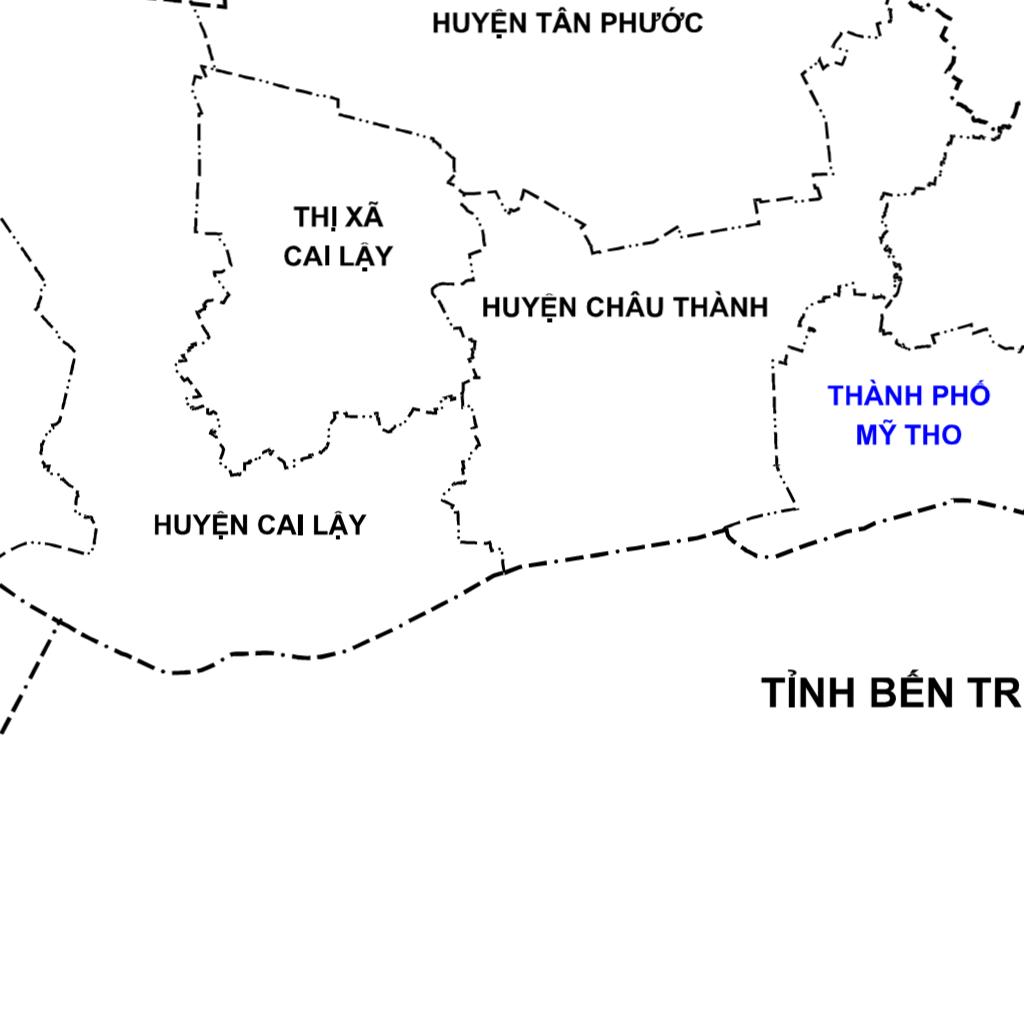 HUYỆN TÂN PHƯỚC
THỊ XÃ
CAI LẬY
HUYỆN CHÂU THÀNH
THÀNH PHỐ
MỸ THO
HUYỆN CAI LẬY
TỈNH BẾN TR